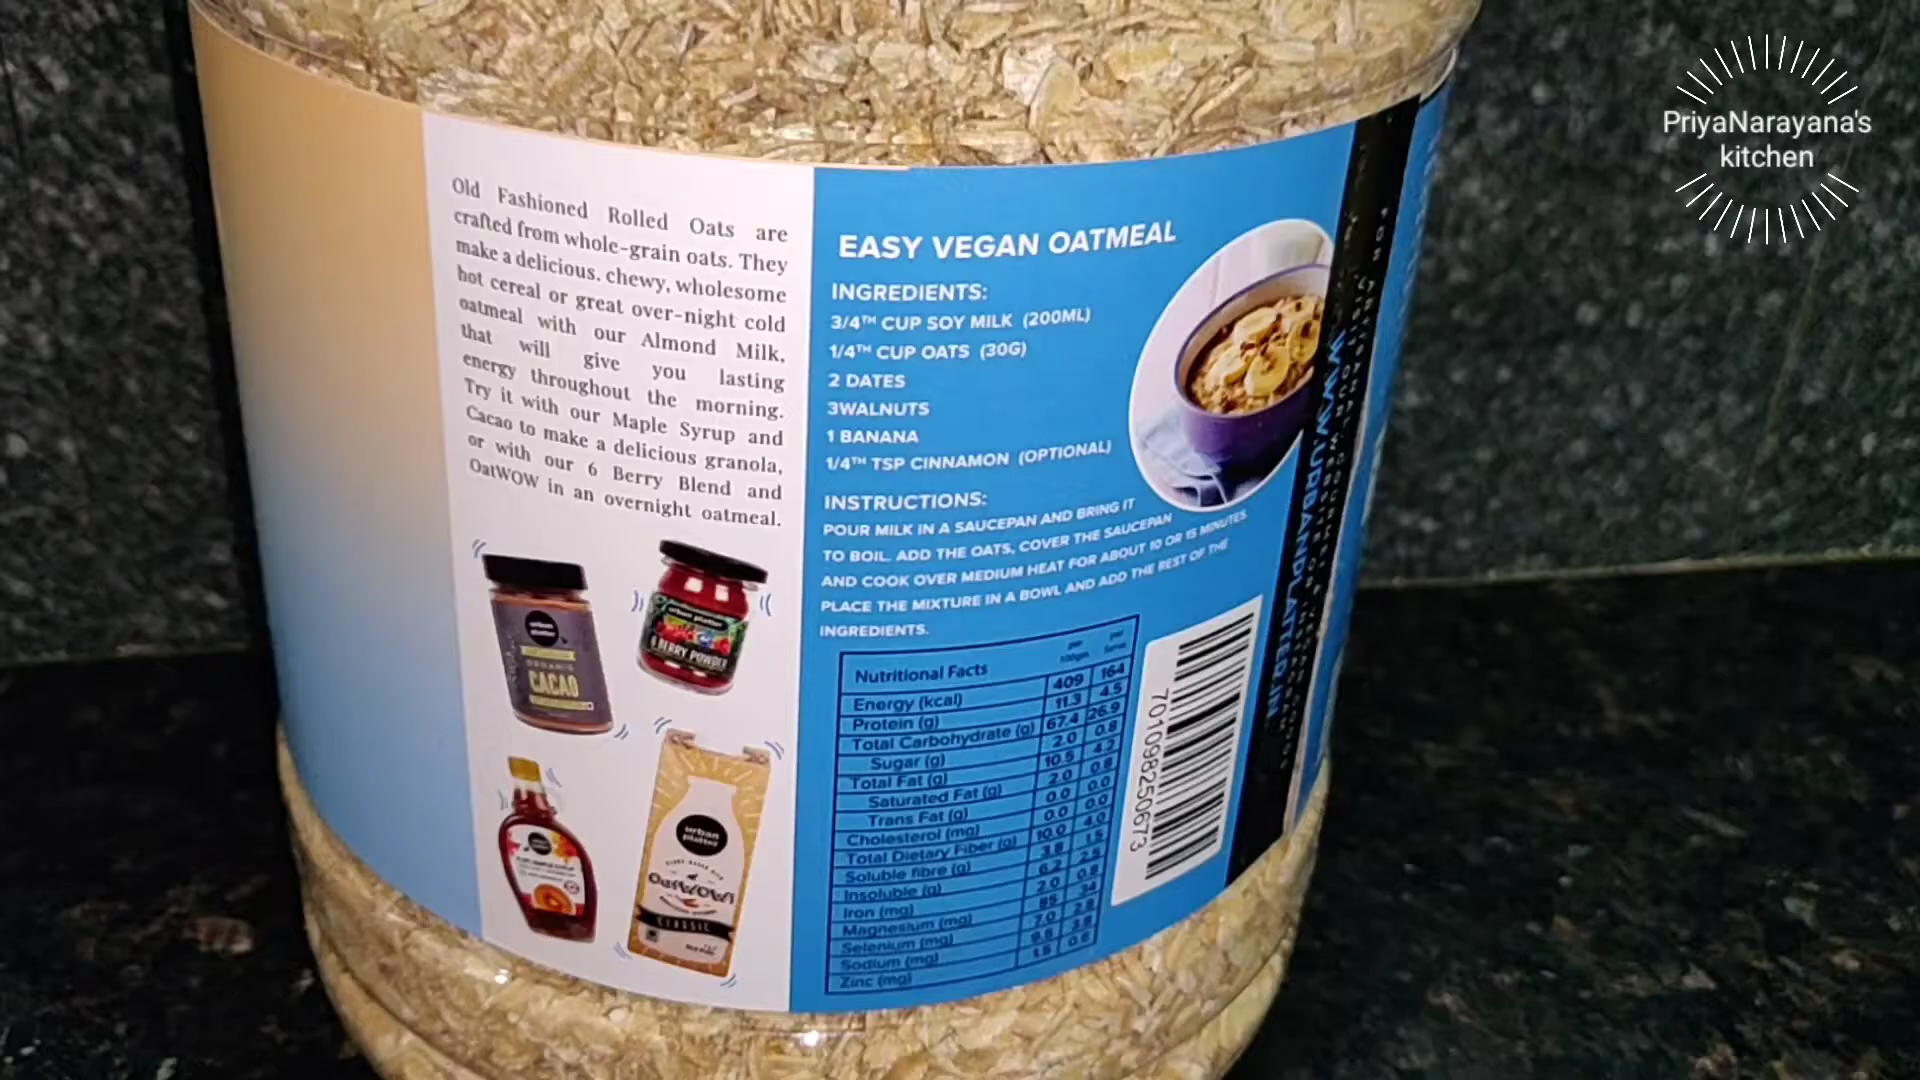 PriyaNarayana's
kitchen
Old Fashioned Rolled Oats are
crafted from whole-grain oats. They
make a delicious. chewy, wholesome
hot cereal or great over-night cold
oatmeal with our Almond Milk,
that will give you lasting
energy throughout the morning.
Try it with our Maple Syrup and
Cacao to make a delicious granola,
or with our 6 Berry Blend and
OatWOW in an overnight oatmeal.
urban
platter
ORGANIC
CACAO
urban platter
6 BERRY POWDER
urban
platter
OatWOW!
CLASSIC
EASY VEGAN OATMEAL
INGREDIENTS:
3/4TH CUP SOY MILK (200ML)
1/4TH CUP OATS (30G)
2 DATES
3WALNUTS
1 BANANA
1/4TH TSP CINNAMON (OPTIONAL)
INSTRUCTIONS:
POUR MILK IN A SAUCEPAN AND BRING IT
TO BOIL. ADD THE OATS, COVER THE SAUCEPAN
AND COOK OVER MEDIUM HEAT FOR ABOUT 10 OR 15 MINUTES.
PLACE THE MIXTURE IN A BOWL AND ADD THE REST OF THE
INGREDIENTS.
Nutritional Facts per 100gm per Serve
Energy (kcal) 409 164
Protein (g) 11.3 4.5
Total Carbohydrate (g) 67.4 26.9
Sugar (g) 2.0 0.8
Total Fat (g) 10.5 4.2
Saturated Fat (g) 2.0 0.8
Trans Fat (g) 0.0 0.0
Cholesterol (mg) 0.0 0.0
Total Dietary Fiber (g) 10.0 4.0
Soluble fibre (g) 3.8 1.5
Insoluble (g) 6.2 2.5
Iron (mg) 2.0 0.8
Magnesium (mg) 85 34
Selenium (mg) 7.0 2.8
Sodium (mg) 9.5 3.8
Zinc (mg) 1.5 0.6
7010982506 73
WWW.URBANPLATTER.IN